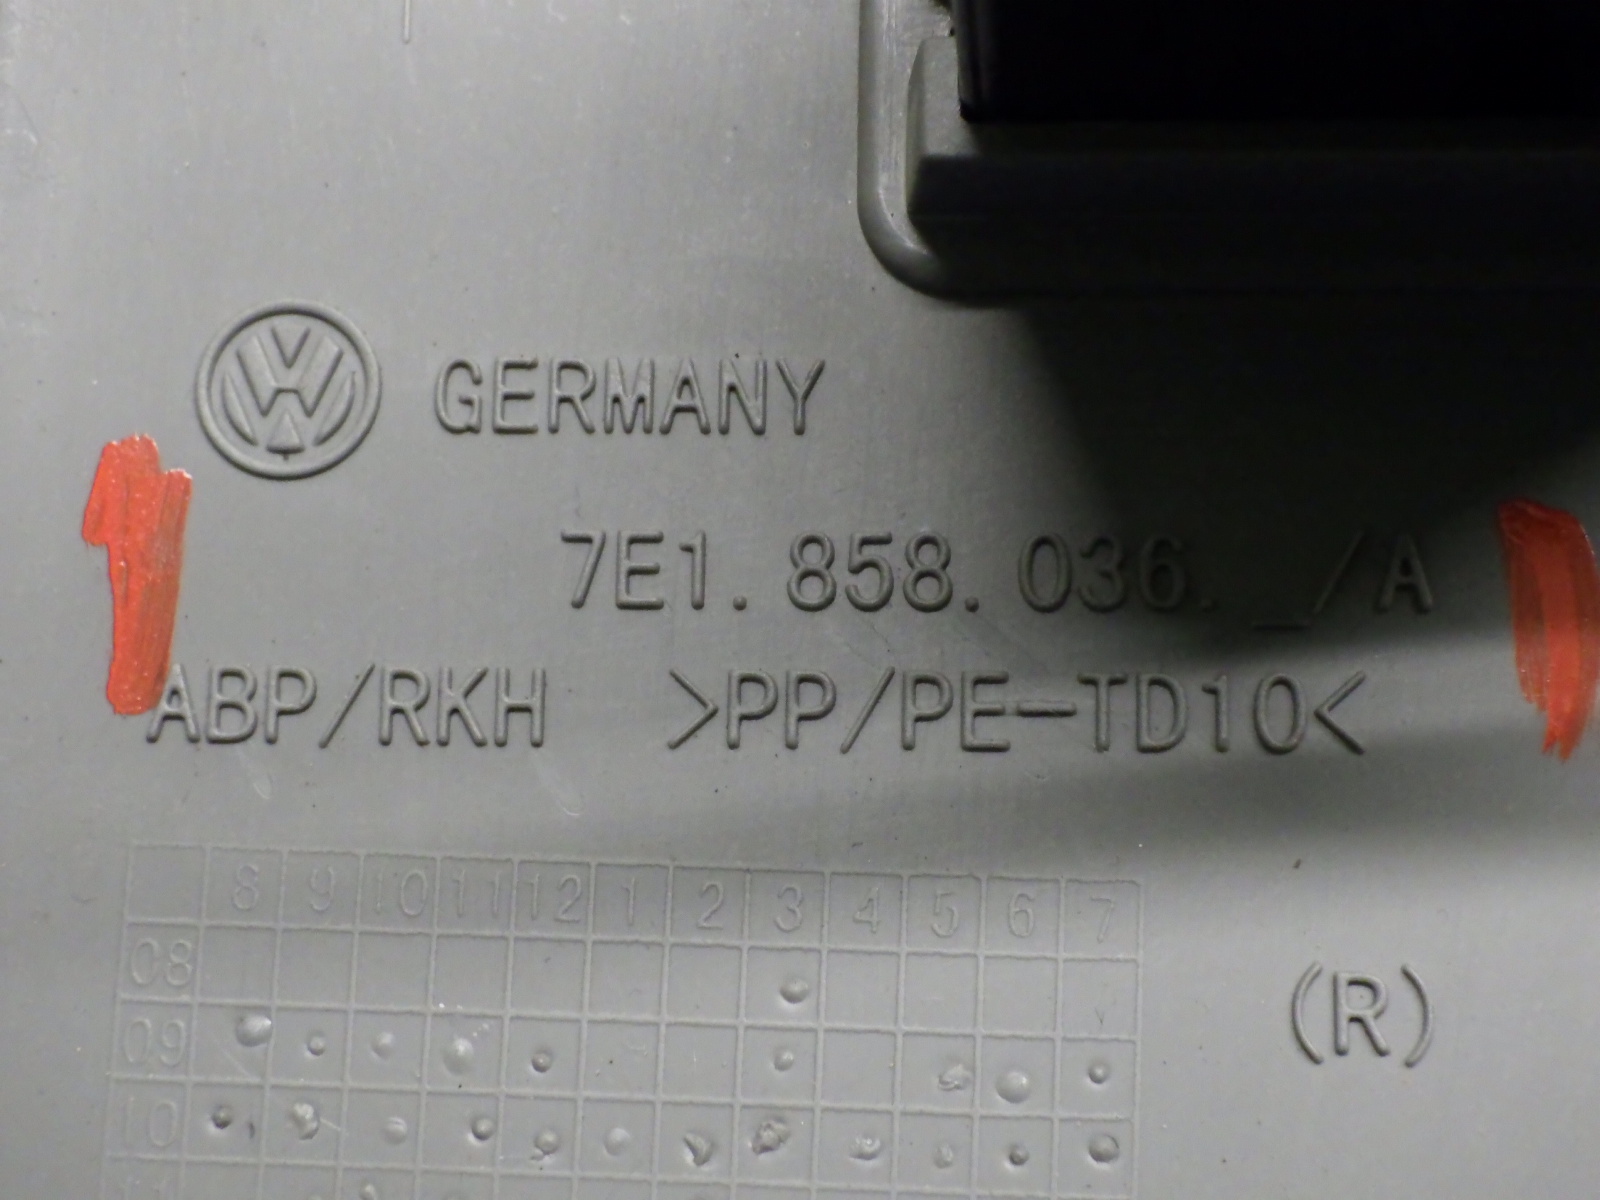 GERMANY
7E1. 858. 036. _/A
ABP/RKH >PP/PE-TD10<
8 9 10 11 12 1 2 3 4 5 6 7
08
(R)
09
10